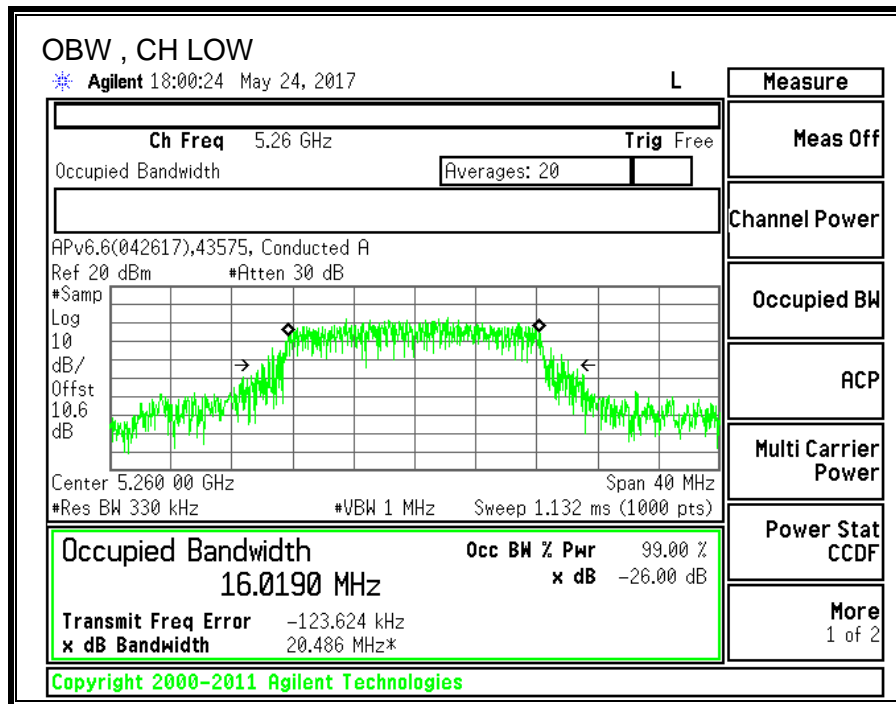 OBW , CH LOW
Agilent 18:00:24 May 24, 2017 L
Measure
Ch Freq 5.26 GHz Trig Free
Occupied Bandwidth Averages: 20
APv6.6(042617),43575, Conducted A
Ref 20 dBm #Atten 30 dB
#Samp
Log
10
dB/
Offst
10.6
dB
Center 5.260 00 GHz Span 40 MHz
#Res BW 330 kHz #VBW 1 MHz Sweep 1.132 ms (1000 pts)
Occupied Bandwidth Occ BW % Pwr 99.00 %
16.0190 MHz x dB -26.00 dB
Transmit Freq Error -123.624 kHz
x dB Bandwidth 20.486 MHz*
Copyright 2000-2011 Agilent Technologies
Meas Off
Channel Power
Occupied BW
ACP
Multi Carrier
Power
Power Stat
CCDF
More
1 of 2